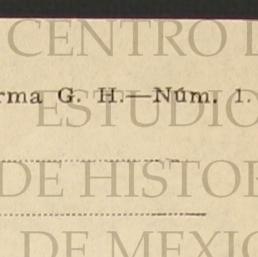 CENTRO
rma G. H.—Núm. 1.
ESTUDIO
DE HISTOR
DE MEXIC